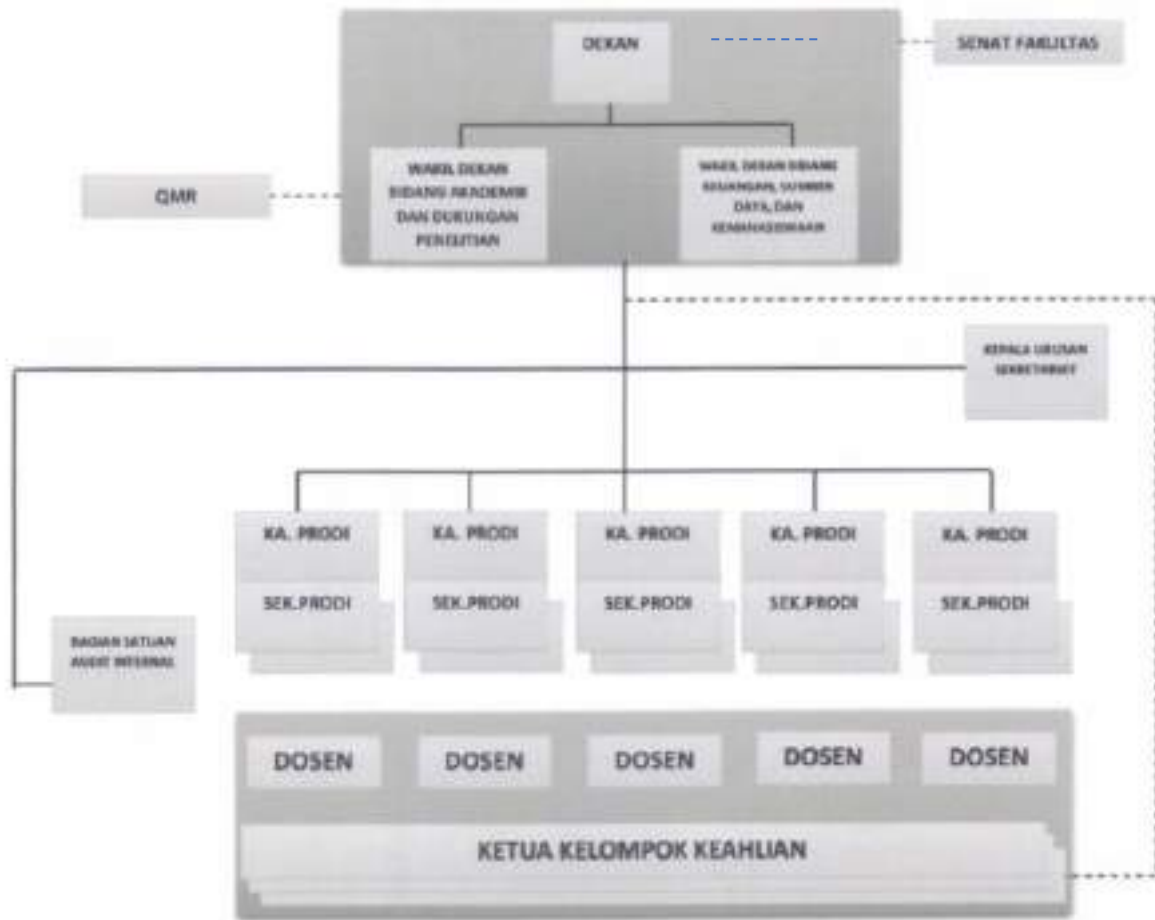 DEKAN
SENAT FAKULTAS
WAKIL DEKAN
BIDANG AKADEMIK
DAN DUKUNGAN
PENELITIAN
WAKIL DEKAN BIDANG
KEUANGAN, SUMBER
DAYA, DAN
KEMAHASISWAAN
QMR
KEPALA URUSAN
SEKRETARIAT
KA. PRODI
KA. PRODI
KA. PRODI
KA. PRODI
KA. PRODI
SEK.PRODI
SEK.PRODI
SEK.PRODI
SEK.PRODI
SEK.PRODI
BAGIAN SATUAN
AUDIT INTERNAL
DOSEN
DOSEN
DOSEN
DOSEN
DOSEN
KETUA KELOMPOK KEAHLIAN